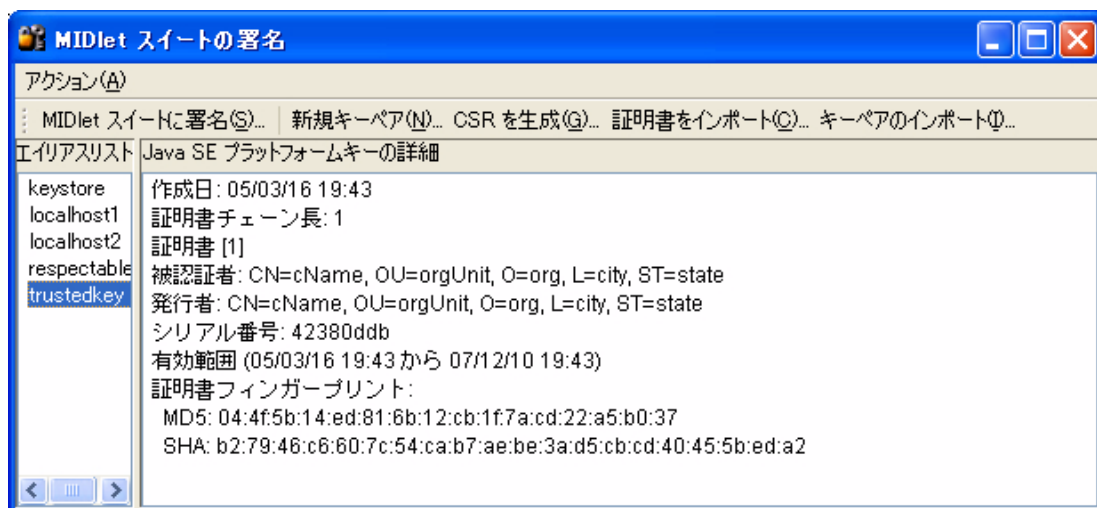 MIDlet スイートの署名
アクション(A)
MIDlet スイートに署名(S)... 新規キーペア(N)... CSR を生成(G)... 証明書をインポート(C)... キーペアのインポート(I)...
エイリアスリスト
Java SE プラットフォームキーの詳細
keystore
localhost1
localhost2
respectable
trustedkey
作成日: 05/03/16 19:43
証明書チェーン長: 1
証明書 [1]
被認証者: CN=cName, OU=orgUnit, O=org, L=city, ST=state
発行者: CN=cName, OU=orgUnit, O=org, L=city, ST=state
シリアル番号: 42380ddb
有効範囲 (05/03/16 19:43 から 07/12/10 19:43)
証明書フィンガープリント:
MD5: 04:4f:5b:14:ed:81:6b:12:cb:1f:7a:cd:22:a5:b0:37
SHA: b2:79:46:c6:60:7c:54:ca:b7:ae:be:3a:d5:cb:cd:40:45:5b:ed:a2